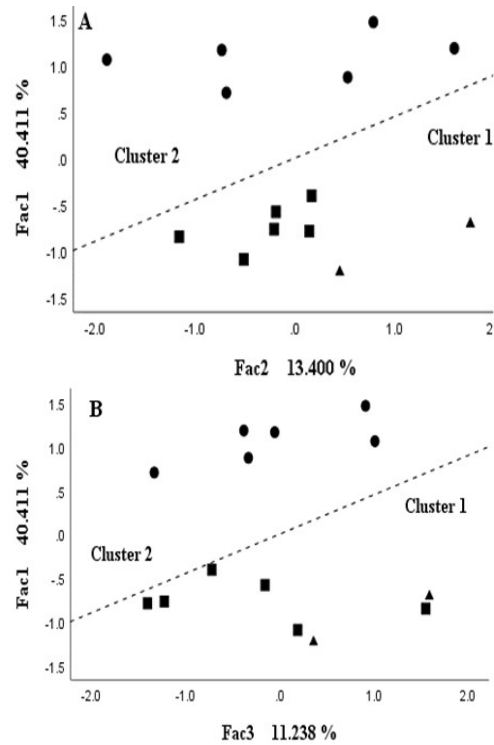 A
1.5
1.0
.5
.0
-.5
-1.0
-1.5
Fac1 40.411 %
Cluster 2
Cluster 1
-2.0 -1.0 .0 1.0 2
Fac2 13.400 %
B
1.5
1.0
.5
.0
-.5
-1.0
-1.5
Fac1 40.411 %
Cluster 1
Cluster 2
-2.0 -1.0 .0 1.0 2.0
Fac3 11.238 %